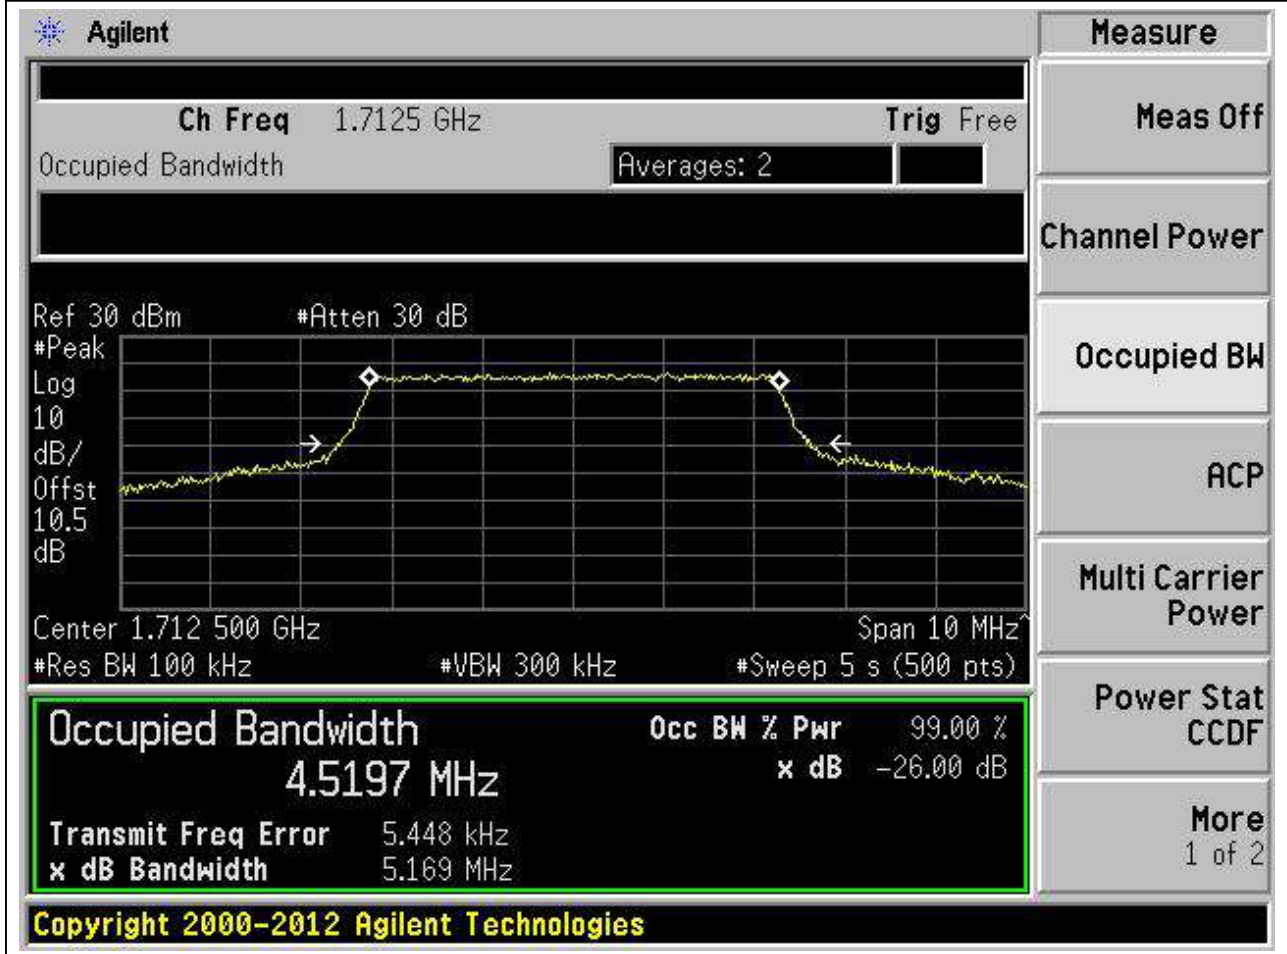 Agilent
Measure
Ch Freq 1.7125 GHz Trig Free
Occupied Bandwidth Averages: 2
Ref 30 dBm #Atten 30 dB
#Peak
Log
10
dB/
Offst
10.5
dB
Center 1.712 500 GHz Span 10 MHz^
#Res BW 100 kHz #VBW 300 kHz #Sweep 5 s (500 pts)
Occupied Bandwidth Occ BW % Pwr 99.00 %
4.5197 MHz x dB -26.00 dB
Transmit Freq Error 5.448 kHz
x dB Bandwidth 5.169 MHz
Meas Off
Channel Power
Occupied BW
ACP
Multi Carrier
Power
Power Stat
CCDF
More
1 of 2
Copyright 2000-2012 Agilent Technologies